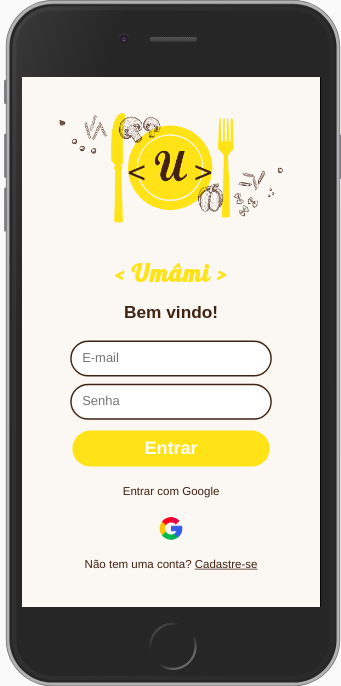 < U >
< Umâmi >
Bem vindo!
E-mail
Senha
Entrar
Entrar com Google
G
Não tem uma conta? Cadastre-se